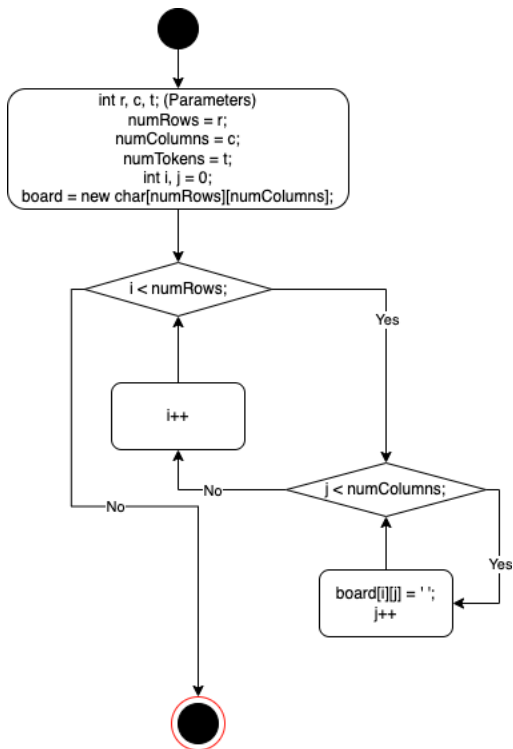 int r, c, t; (Parameters)
numRows = r;
numColumns = c;
numTokens = t;
int i, j = 0;
board = new char[numRows][numColumns];
i < numRows;
Yes
i++
j < numColumns;
No
No
Yes
board[i][j] = ' ';
j++